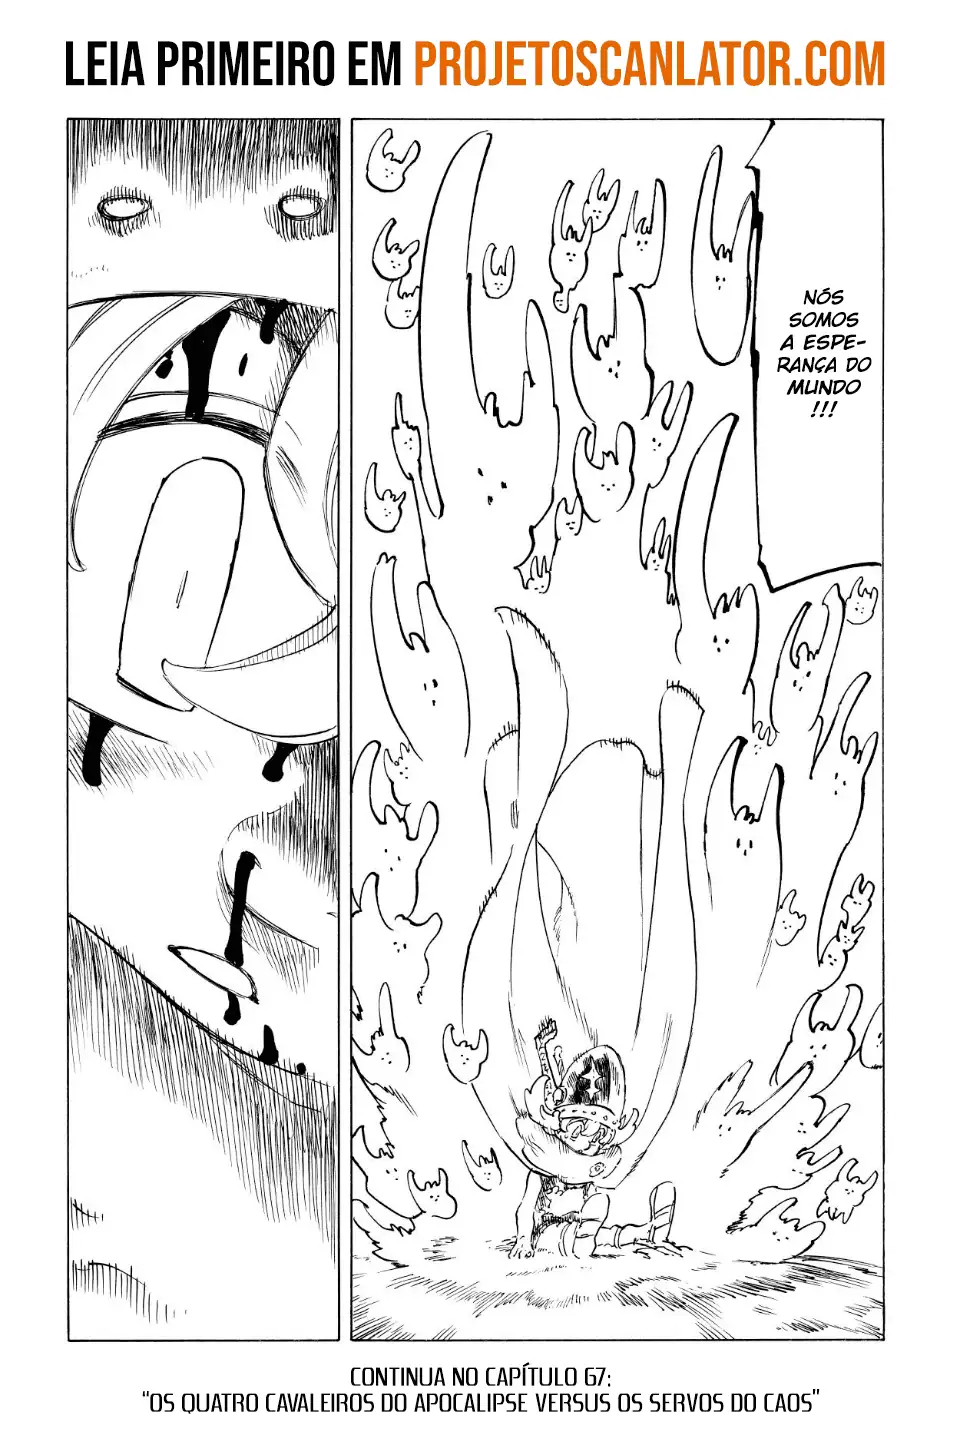 LEIA PRIMEIRO EM PROJETOSCANLATOR.COM
NÓS
SOMOS
A ESPE-
RANÇA DO
MUNDO
!!!
CONTINUA NO CAPÍTULO 67:
“OS QUATRO CAVALEIROS DO APOCALIPSE VERSUS OS SERVOS DO CAOS”